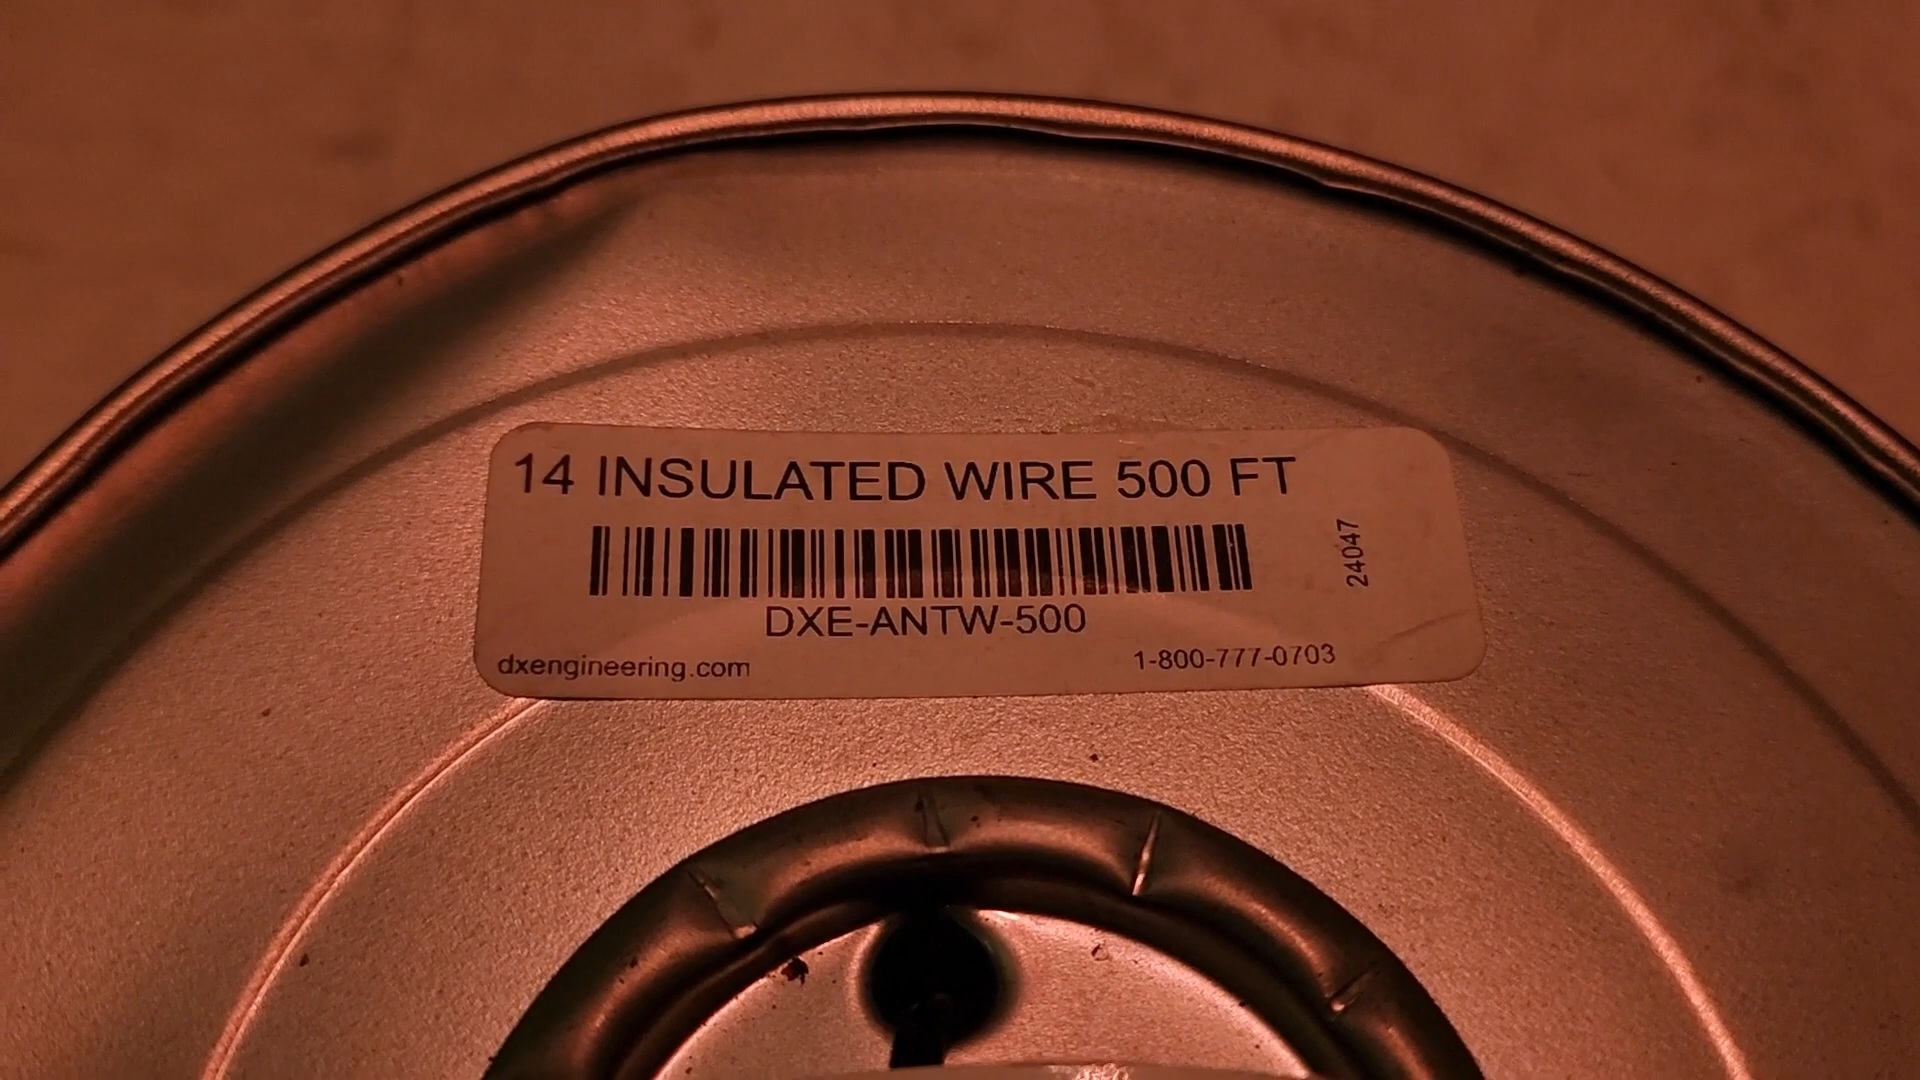 14 INSULATED WIRE 500 FT
24047
DXE-ANTW-500
dxengineering.com
1-800-777-0703